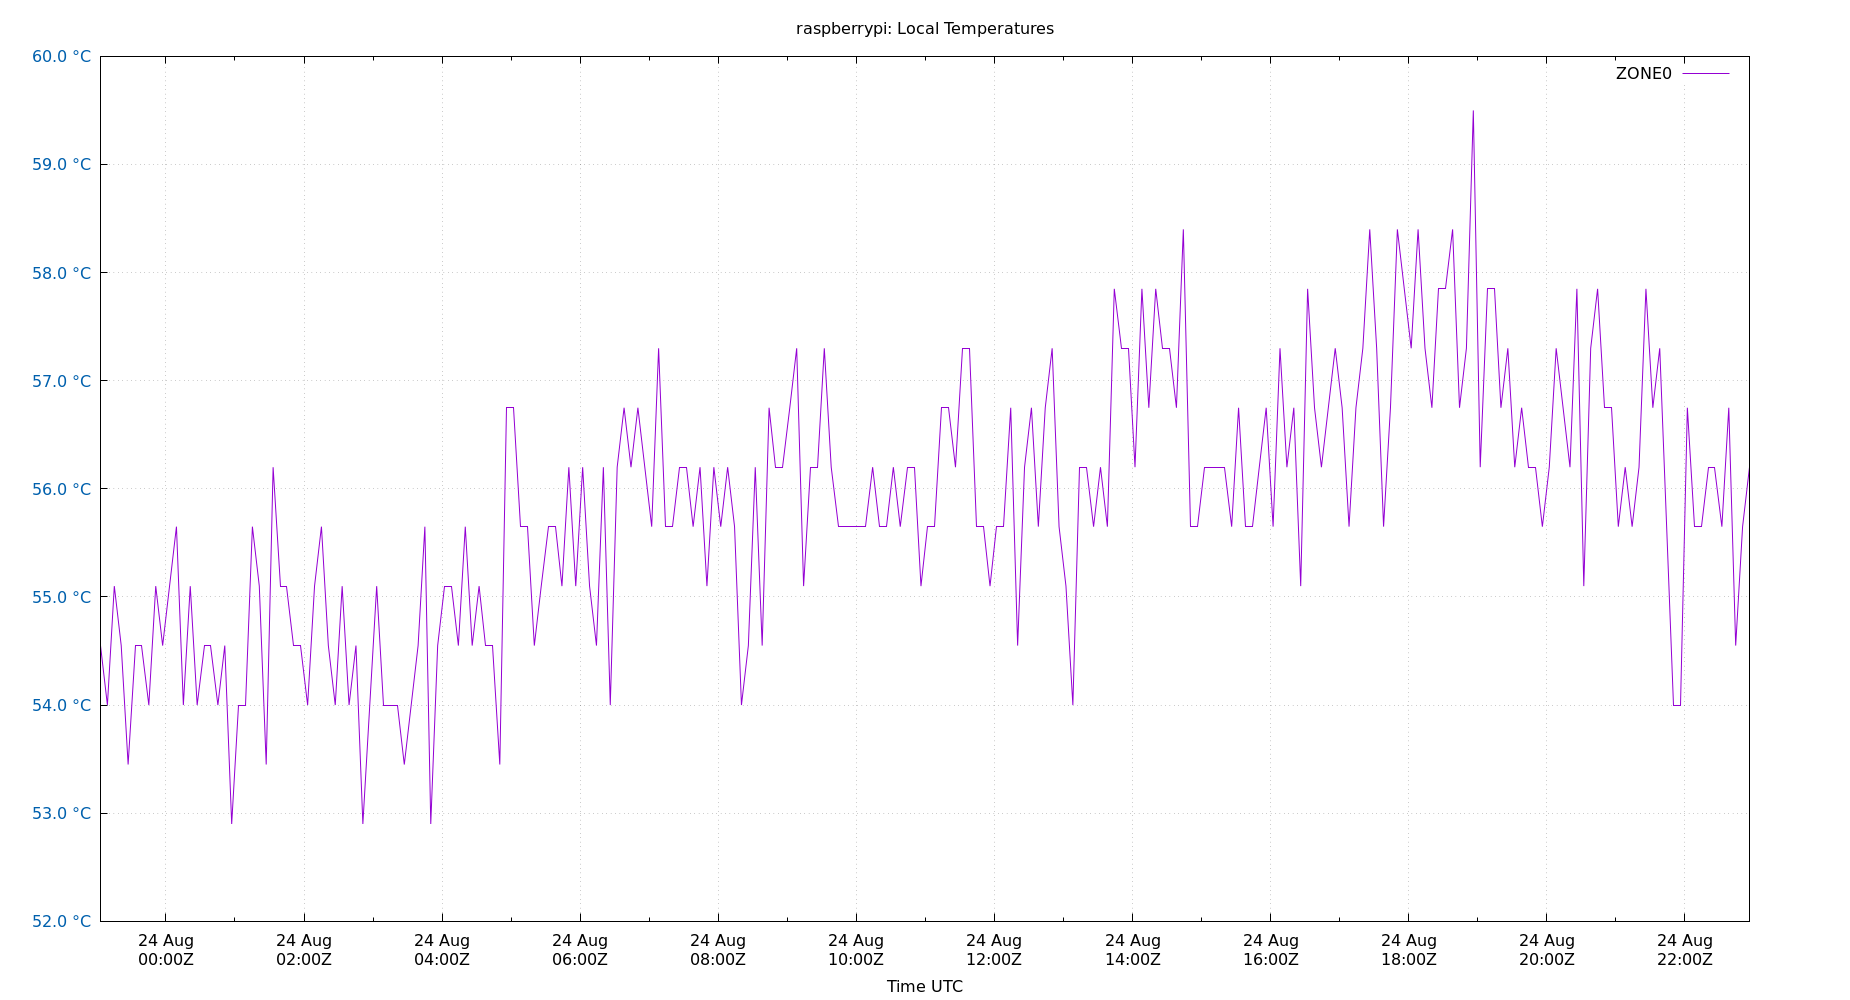 raspberrypi: Local Temperatures
ZONE0
60.0 °C
59.0 °C
58.0 °C
57.0 °C
56.0 °C
55.0 °C
54.0 °C
53.0 °C
52.0 °C
24 Aug 24 Aug 24 Aug 24 Aug 24 Aug 24 Aug 24 Aug 24 Aug 24 Aug 24 Aug 24 Aug 24 Aug
00:00Z 02:00Z 04:00Z 06:00Z 08:00Z 10:00Z 12:00Z 14:00Z 16:00Z 18:00Z 20:00Z 22:00Z
Time UTC